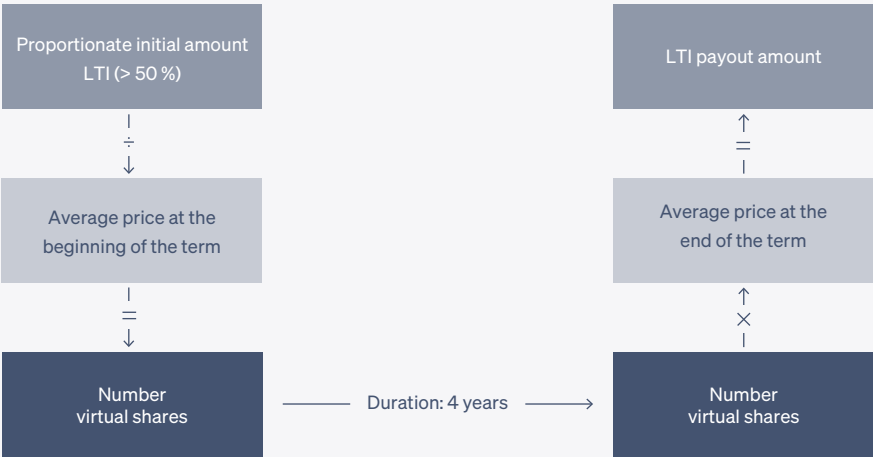 Proportionate initial amount
LTI (> 50 %)
÷
Average price at the
beginning of the term
=
Number
virtual shares
Duration: 4 years
LTI payout amount
=
Average price at the
end of the term
×
Number
virtual shares